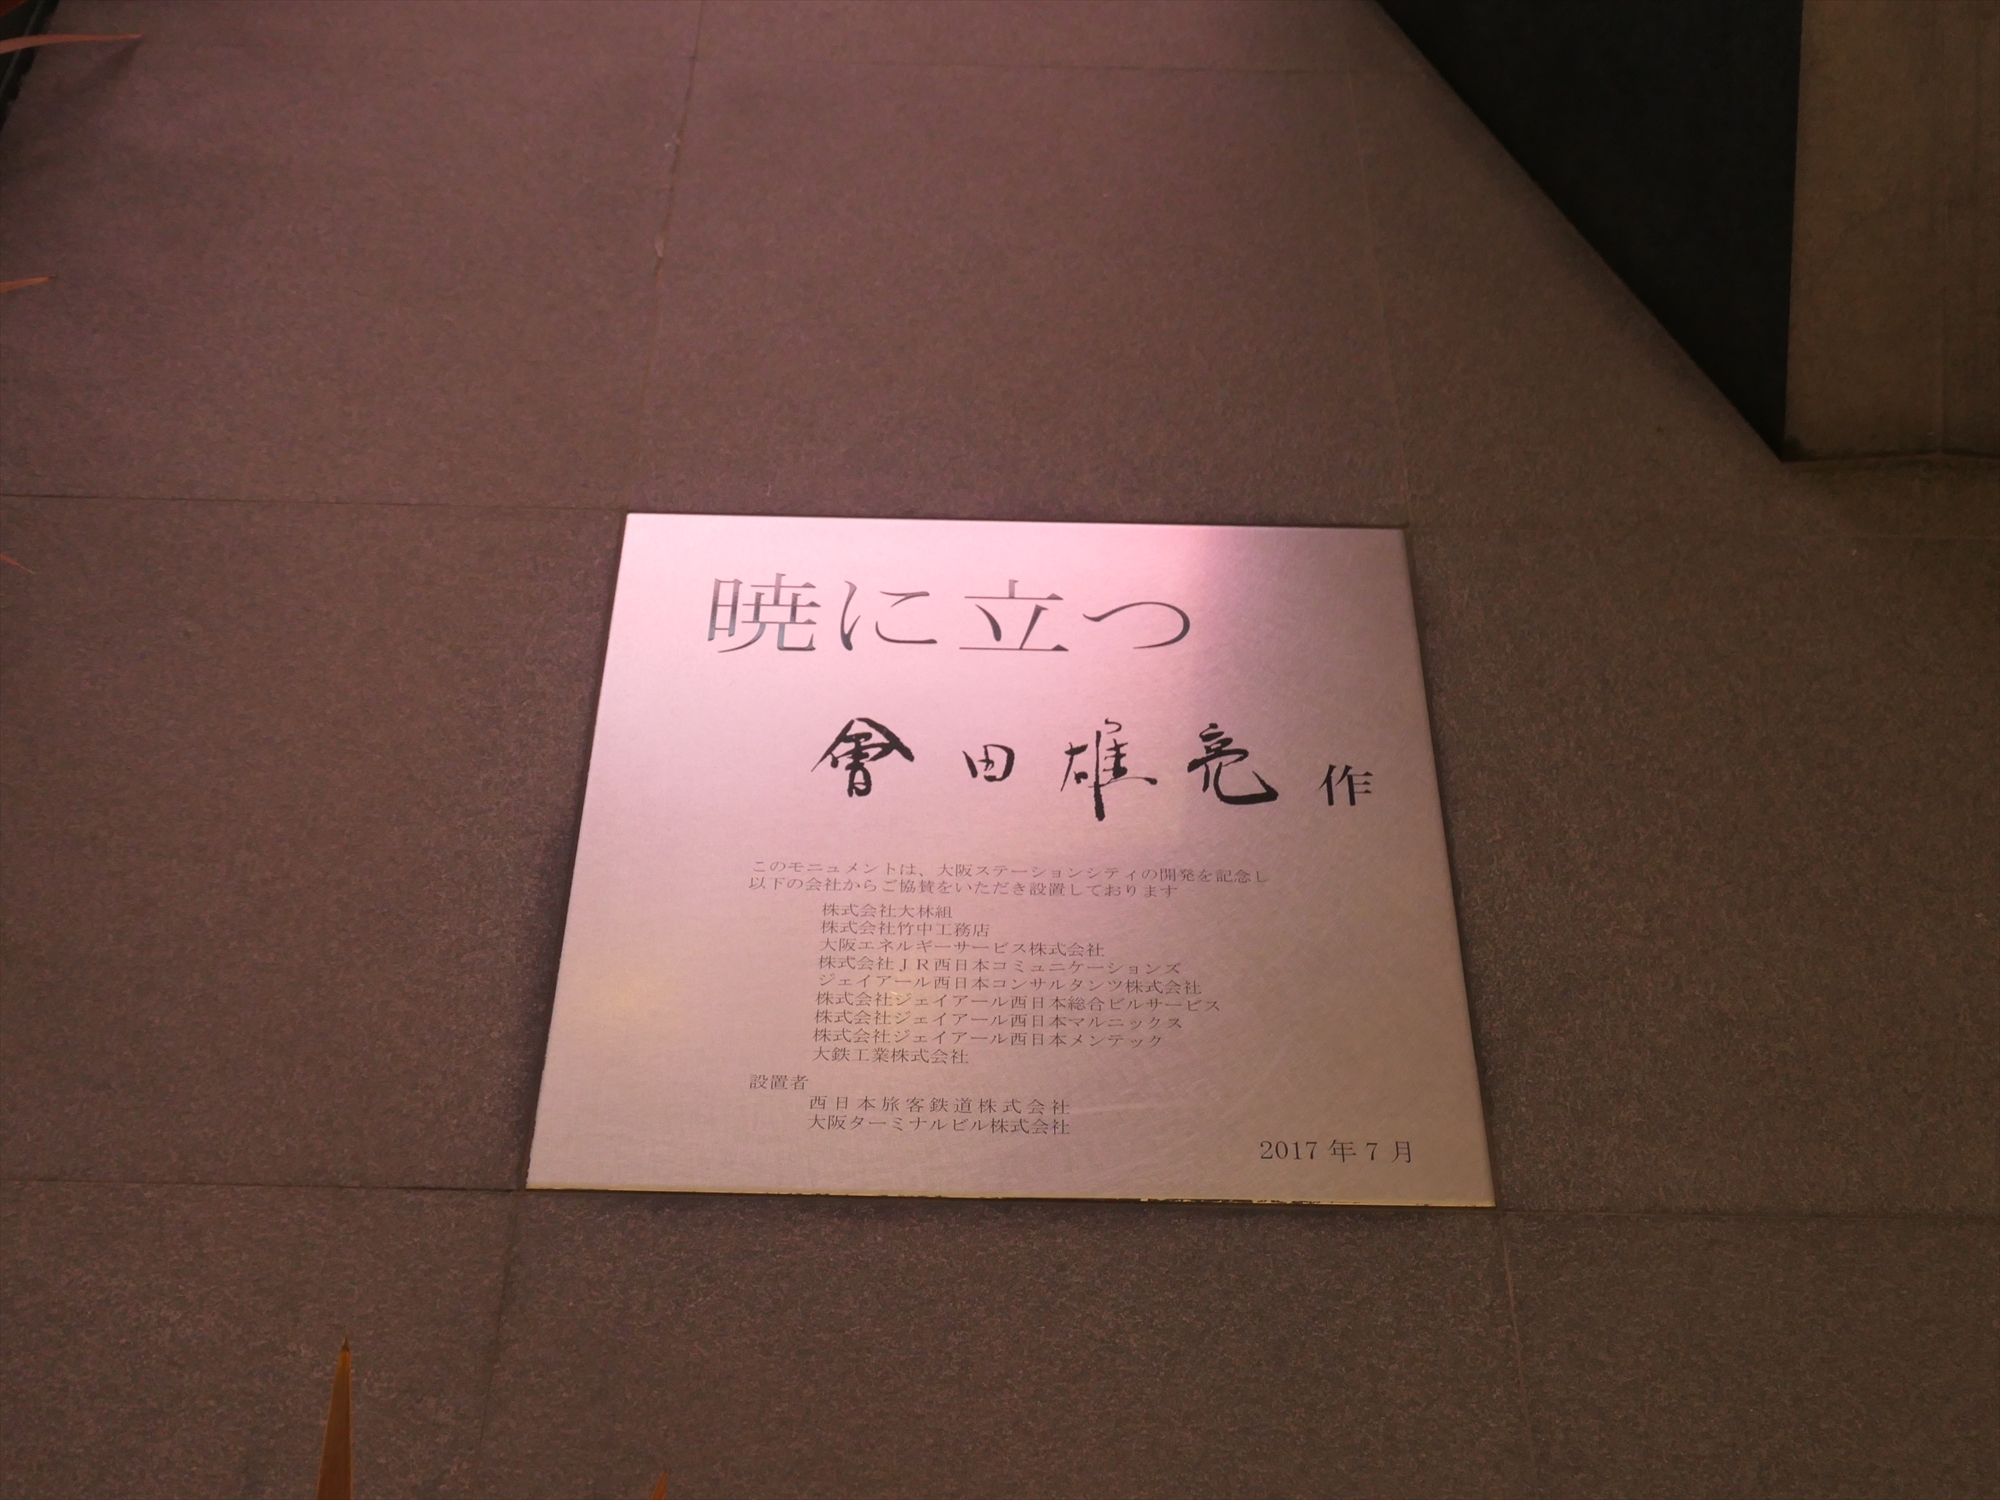 暁に立つ
會田雄亮 作
このモニュメントは、大阪ステーションシティの開発を記念し
以下の会社からご協賛をいただき設置しております
株式会社大林組
株式会社竹中工務店
大阪エネルギーサービス株式会社
株式会社ＪＲ西日本コミュニケーションズ
ジェイアール西日本コンサルタンツ株式会社
株式会社ジェイアール西日本総合ビルサービス
株式会社ジェイアール西日本マルニックス
株式会社ジェイアール西日本メンテック
大鉄工業株式会社
設置者
西日本旅客鉄道株式会社
大阪ターミナルビル株式会社
2017年7月